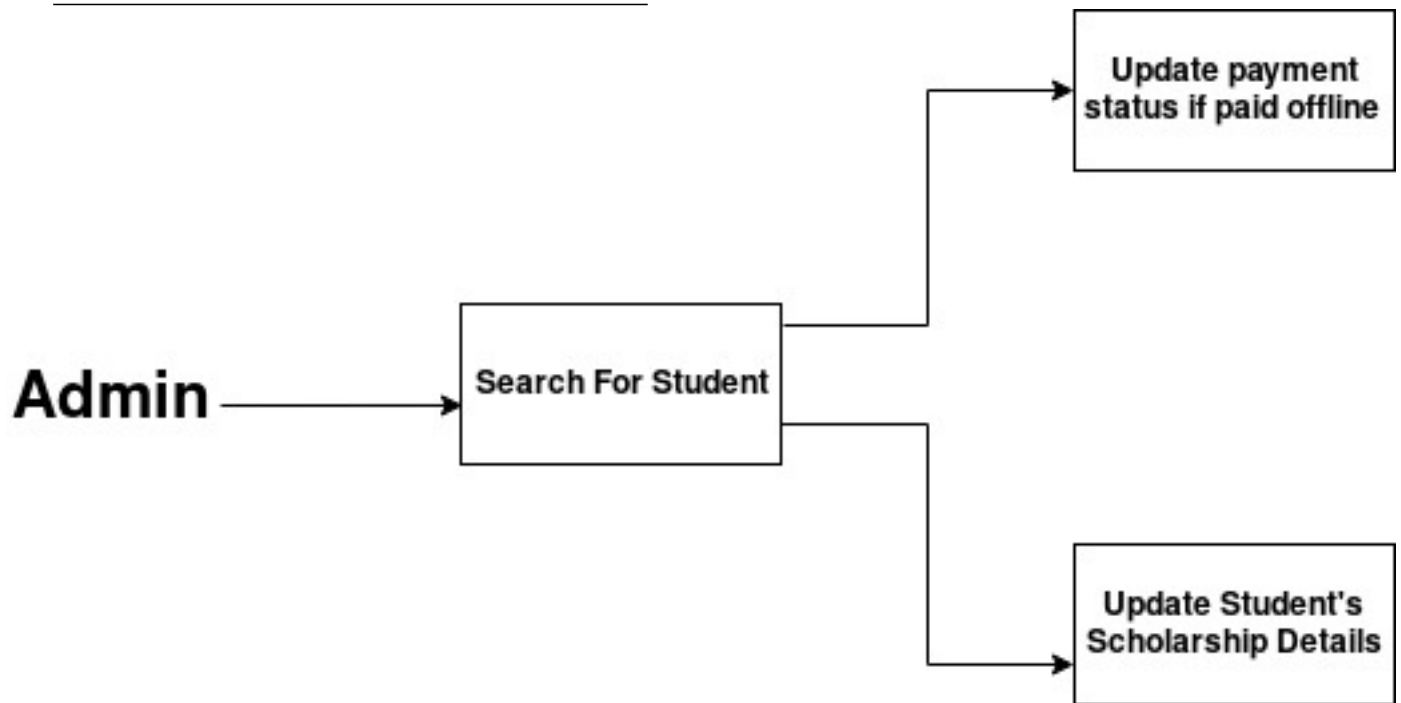 Update payment
status if paid offline
Search For Student
Admin
Update Student's
Scholarship Details